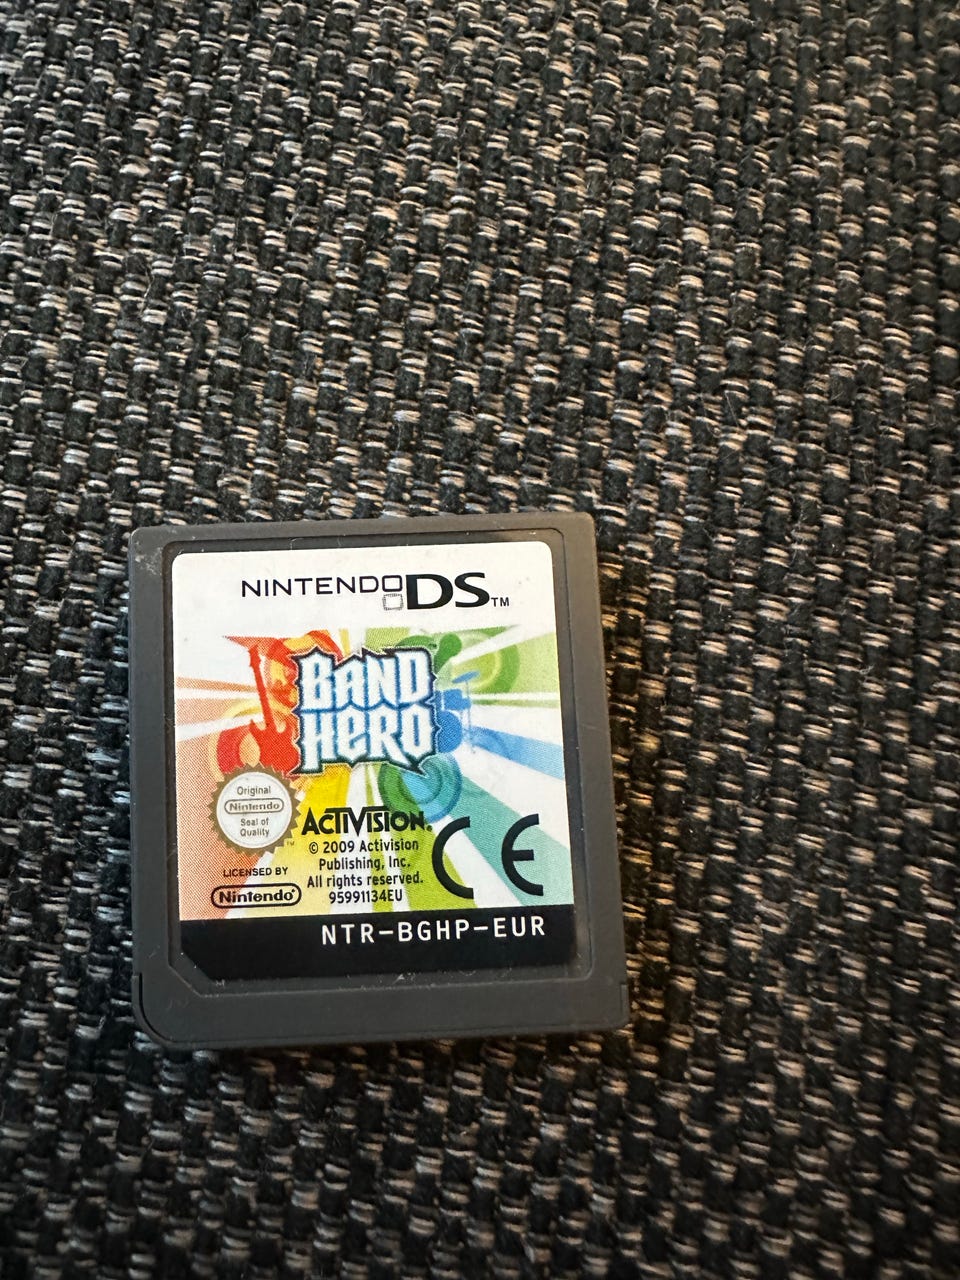 NINTENDO DS™
BAND
HERO
Original
Nintendo
Seal of
Quality
™
LICENSED BY
Nintendo®
ACTIVISION®
© 2009 Activision
Publishing, Inc.
All rights reserved.
95991134EU
CE
NTR-BGHP-EUR